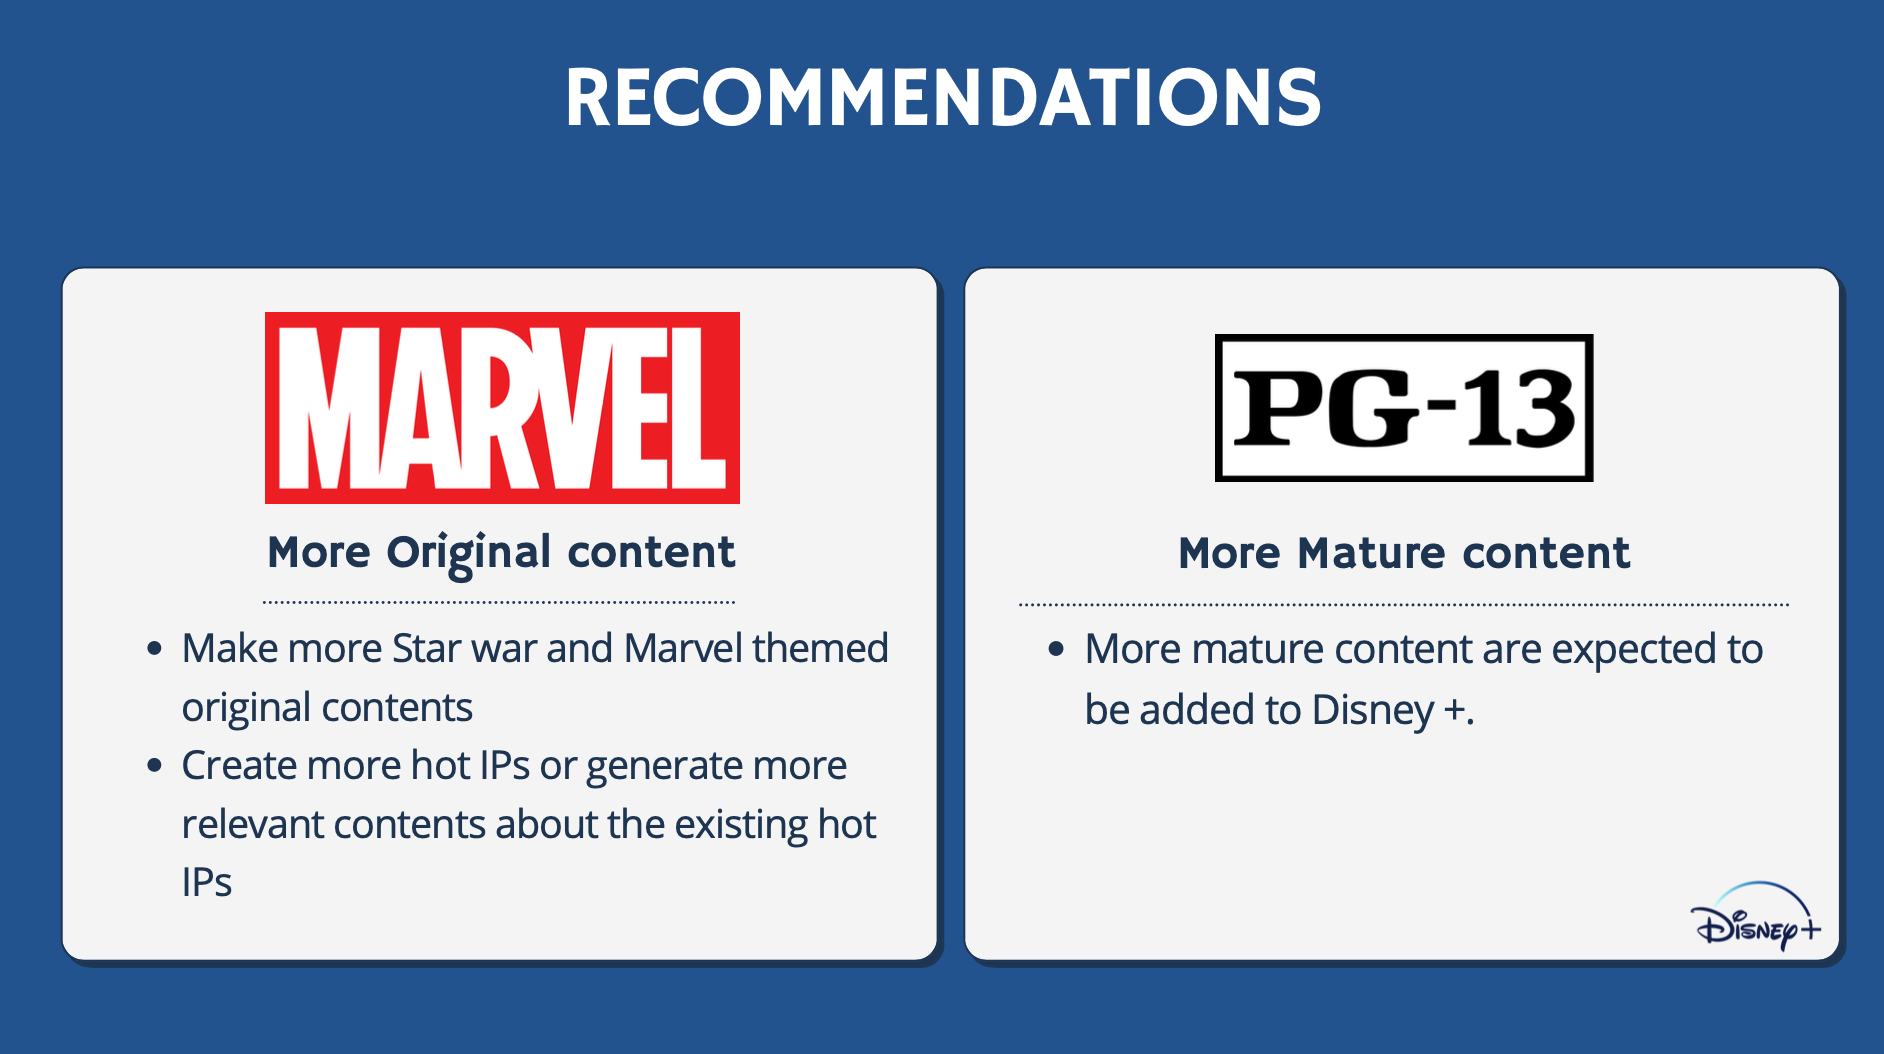 RECOMMENDATIONS
MARVEL
More Original content
• Make more Star war and Marvel themed
original contents
• Create more hot IPs or generate more
relevant contents about the existing hot
IPs
PG-13
More Mature content
• More mature content are expected to
be added to Disney +.
Disney+